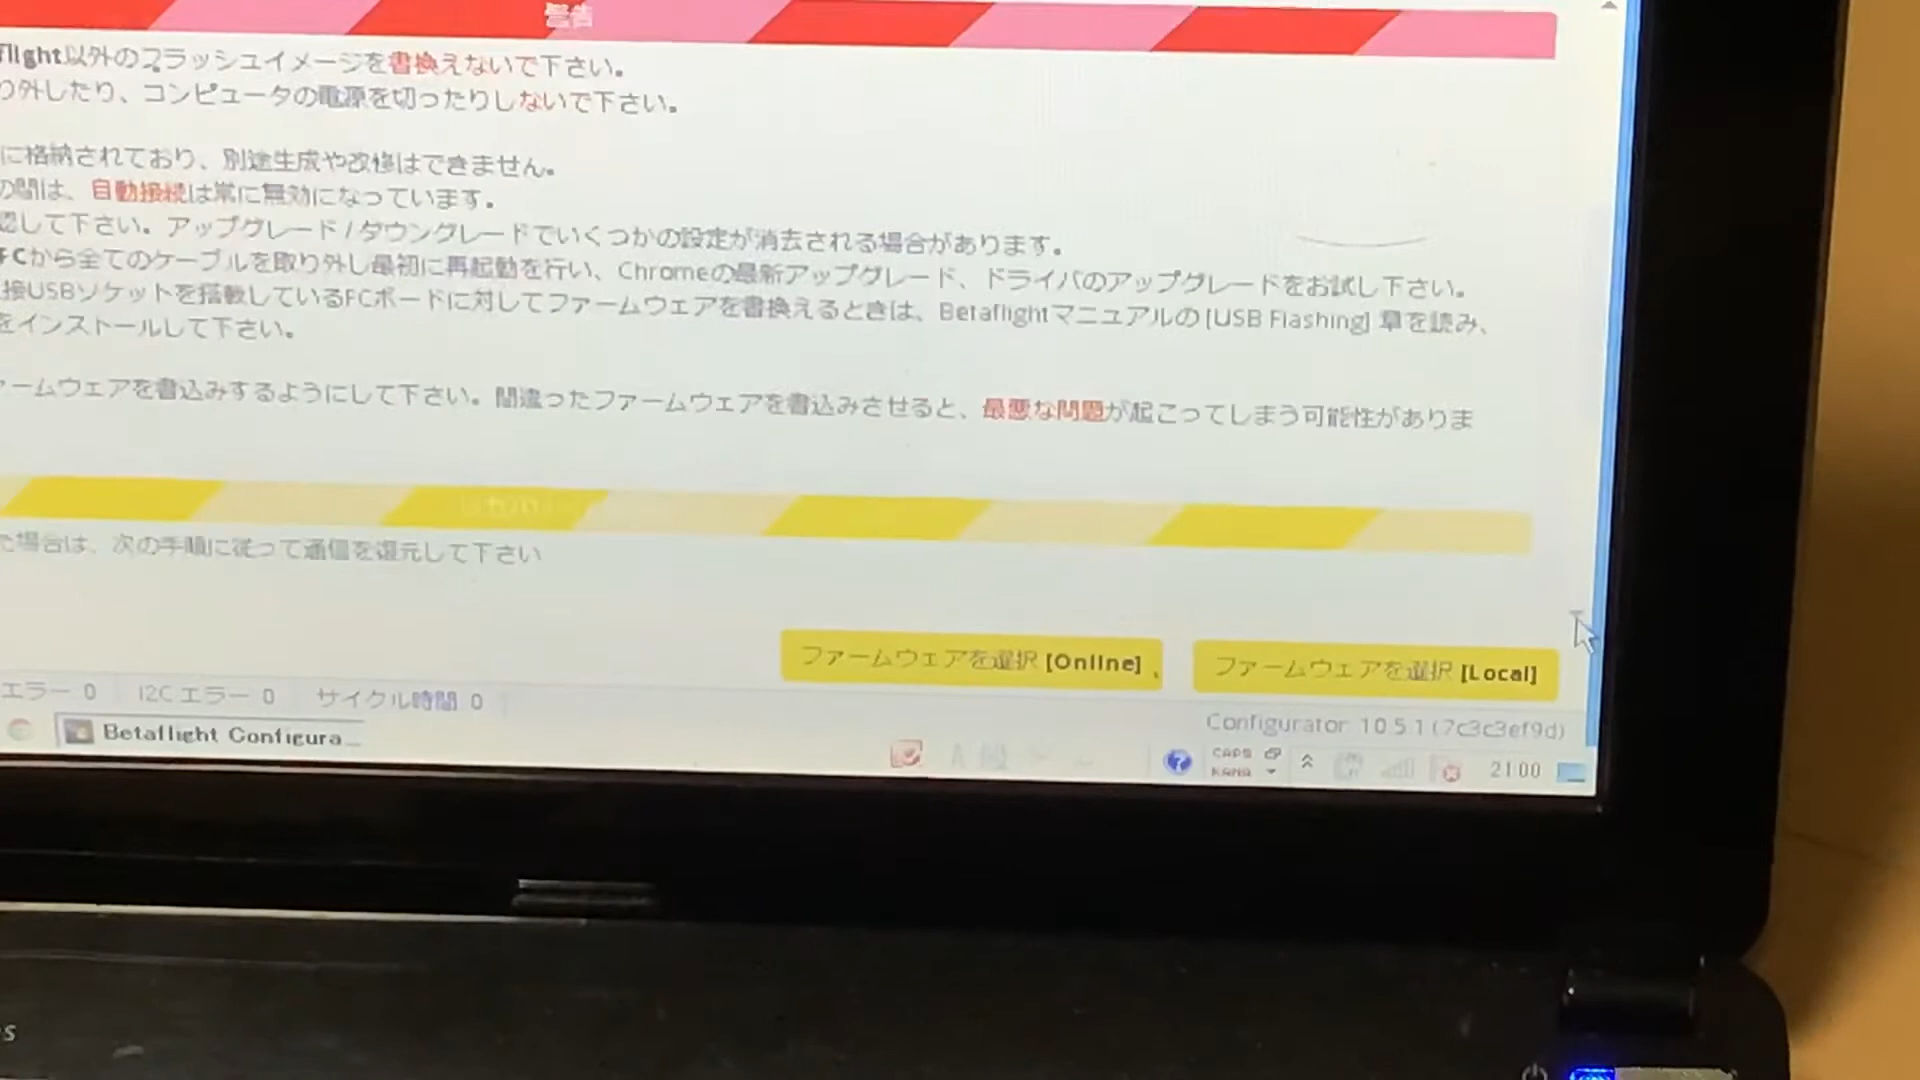 警告
flight以外のフラッシュイメージを書換えないで下さい。
り外したり、コンピュータの電源を切ったりしないで下さい。
に格納されており、別途生成や改修はできません。
の間は、自動接続は常に無効になっています。
認して下さい。アップグレード / ダウングレードでいくつかの設定が消去される場合があります。
FCから全てのケーブルを取り外し最初に再起動を行い、Chromeの最新アップグレード、ドライバのアップグレードをお試し下さい。
接USBソケットを搭載しているFCボードに対してファームウェアを書換えるときは、Betaflightマニュアルの [USB Flashing] 章を読み、
をインストールして下さい。
ァームウェアを書込みするようにして下さい。間違ったファームウェアを書込みさせると、最悪な問題が起こってしまう可能性がありま
た場合は、次の手順に従って通信を復元して下さい
ファームウェアを選択 [Online]
ファームウェアを選択 [Local]
エラー 0 I2C エラー 0 サイクル時間 0
Configurator: 10.5.1 (7c3c3ef9d)
Betaflight Configura...
A 般
CAPS
KANA
21:00
s